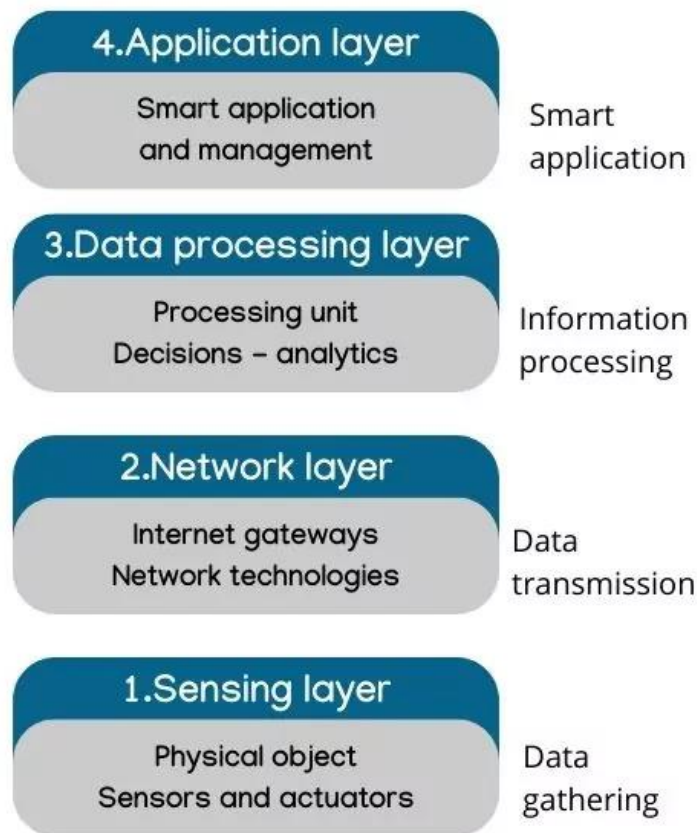 4.Application layer
Smart application
and management
Smart
application
3.Data processing layer
Processing unit
Decisions – analytics
Information
processing
2.Network layer
Internet gateways
Network technologies
Data
transmission
1.Sensing layer
Physical object
Sensors and actuators
Data
gathering